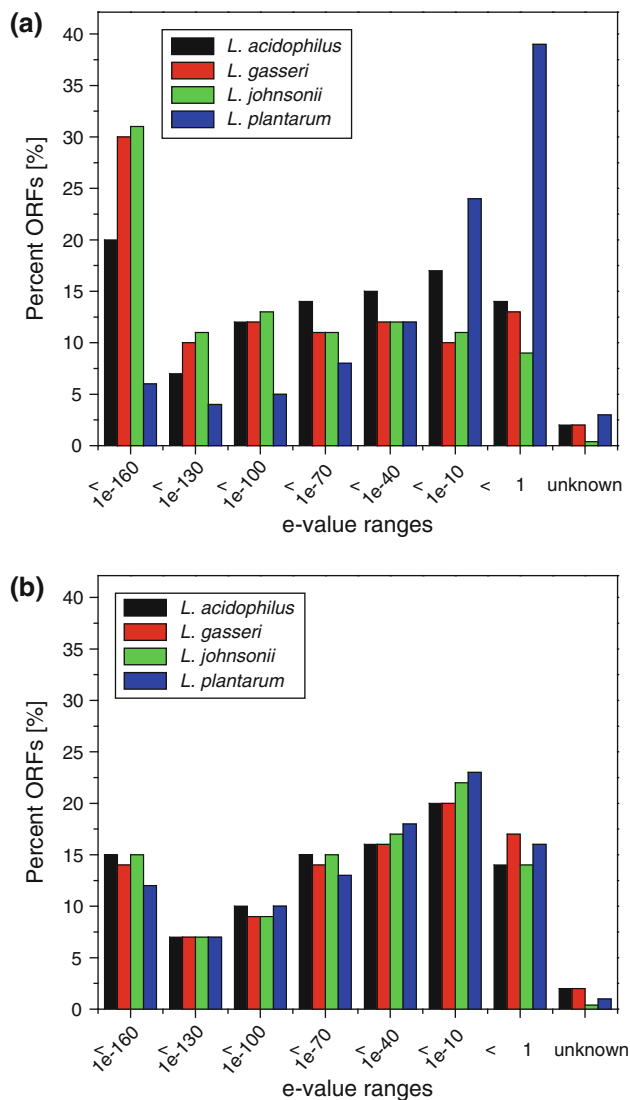 (a)
40
35
30
25
20
15
10
5
0
Percent ORFs [%]
L. acidophilus
L. gasseri
L. johnsonii
L. plantarum
< 1e-160
< 1e-130
< 1e-100
< 1e-70
< 1e-40
< 1e-10
< 1
unknown
e-value ranges
(b)
40
35
30
25
20
15
10
5
0
Percent ORFs [%]
L. acidophilus
L. gasseri
L. johnsonii
L. plantarum
< 1e-160
< 1e-130
< 1e-100
< 1e-70
< 1e-40
< 1e-10
< 1
unknown
e-value ranges